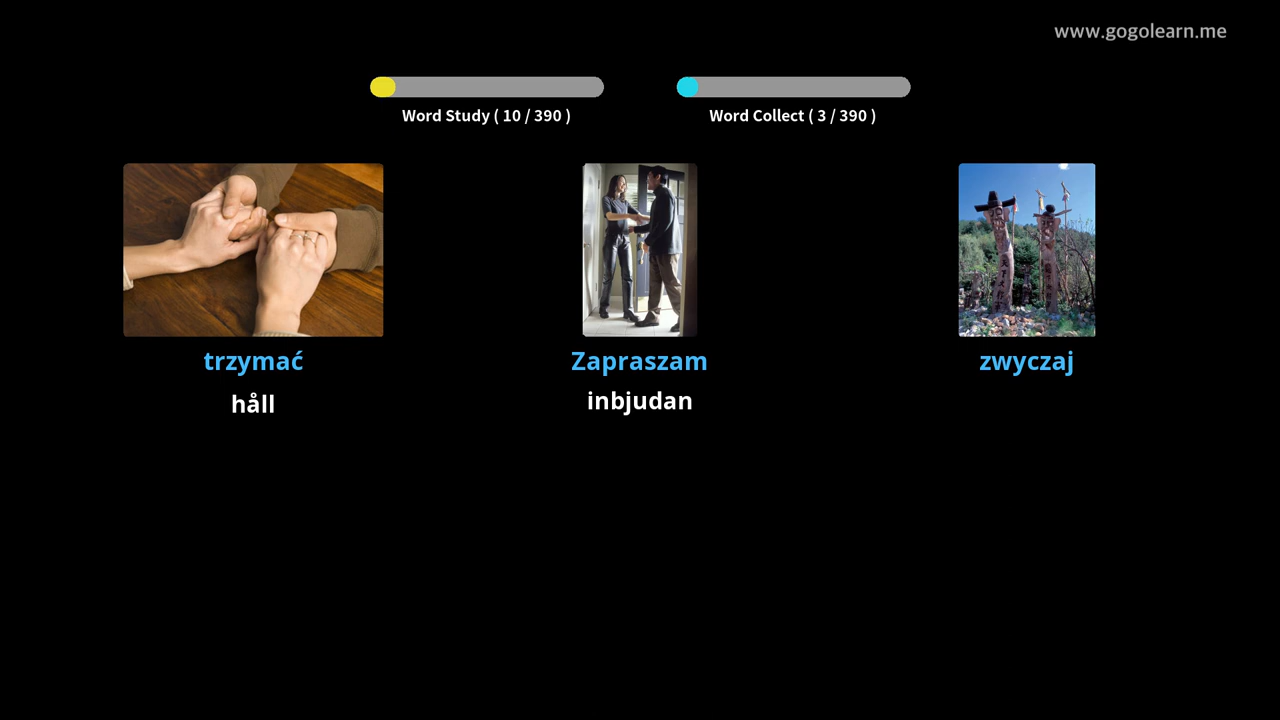 www.gogolearn.me
Word Study ( 10 / 390 )
Word Collect ( 3 / 390 )
trzymać
Zapraszam
zwyczaj
håll
inbjudan